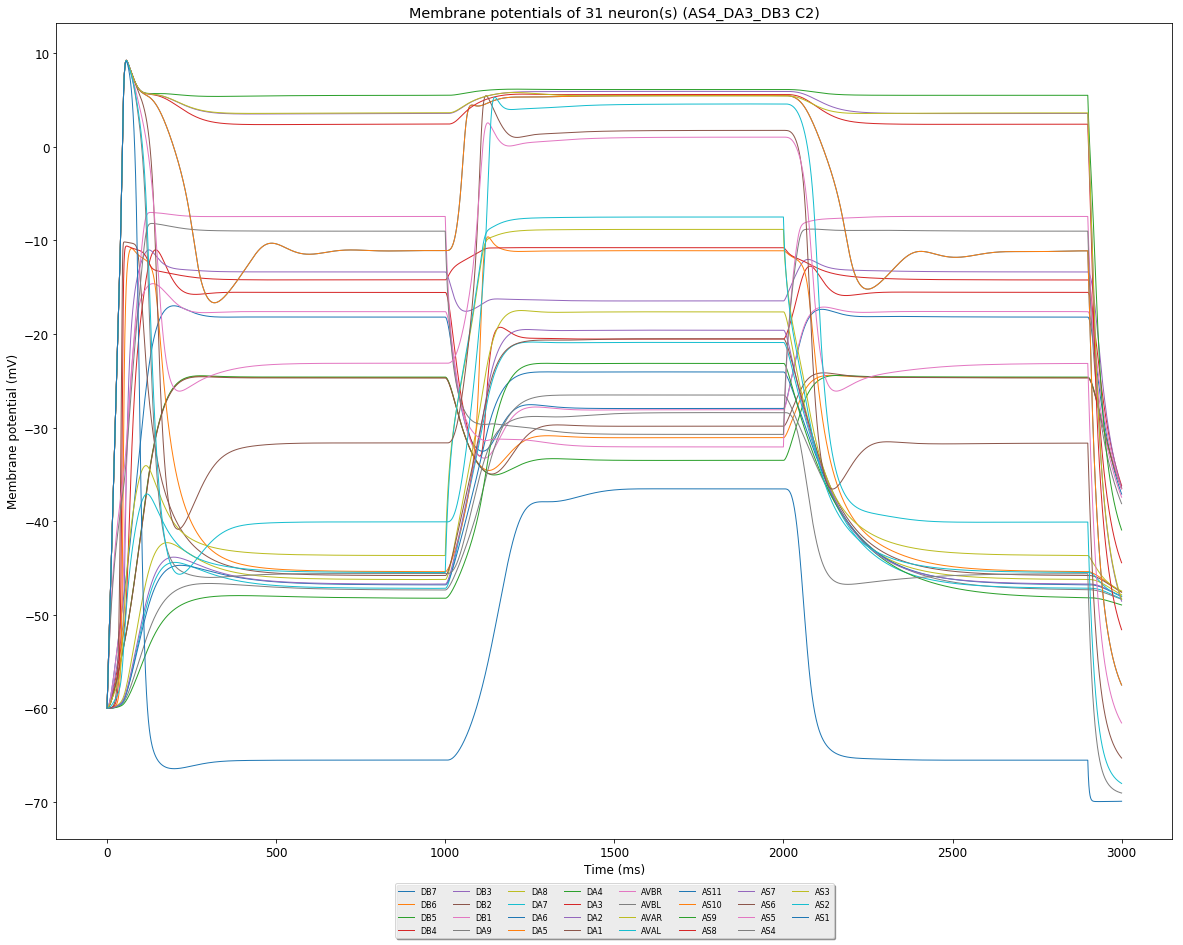 Membrane potentials of 31 neuron(s) (AS4_DA3_DB3 C2)
10
0
−10
−20
−30
−40
−50
−60
−70
Membrane potential (mV)
0 500 1000 1500 2000 2500 3000
Time (ms)
DB7 DB3 DA8 DA4 AVBR AS11 AS7 AS3
DB6 DB2 DA7 DA3 AVBL AS10 AS6 AS2
DB5 DB1 DA6 DA2 AVAR AS9 AS5 AS1
DB4 DA9 DA5 DA1 AVAL AS8 AS4